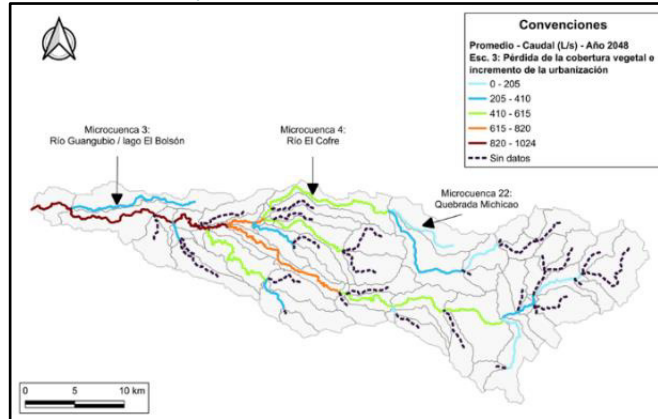 Convenciones
Promedio - Caudal (L/s) - Año 2048
Esc. 3: Pérdida de la cobertura vegetal e
incremento de la urbanización
0 - 205
205 - 410
410 - 615
615 - 820
820 - 1024
Sin datos
Microcuenca 3:
Río Guangubio / lago El Bolsón
Microcuenca 4:
Río El Cofre
Microcuenca 22:
Quebrada Michicao
0 5 10 km